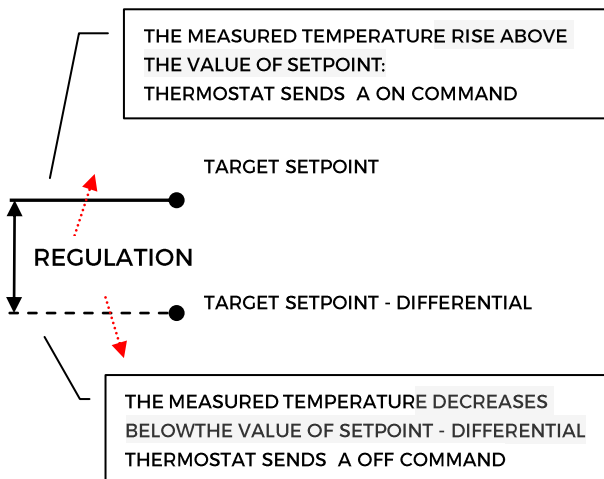 THE MEASURED TEMPERATURE RISE ABOVE
THE VALUE OF SETPOINT:
THERMOSTAT SENDS A ON COMMAND
TARGET SETPOINT
REGULATION
TARGET SETPOINT - DIFFERENTIAL
THE MEASURED TEMPERATURE DECREASES
BELOWTHE VALUE OF SETPOINT - DIFFERENTIAL
THERMOSTAT SENDS A OFF COMMAND